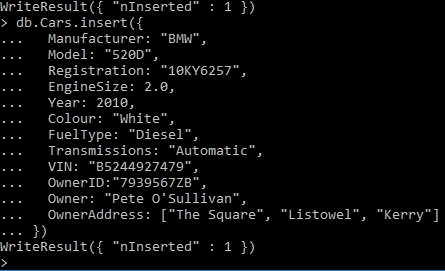 WriteResult({ "nInserted" : 1 })
> db.Cars.insert({
...   Manufacturer: "BMW",
...   Model: "520D",
...   Registration: "10KY6257",
...   EngineSize: 2.0,
...   Year: 2010,
...   Colour: "White",
...   FuelType: "Diesel",
...   Transmissions: "Automatic",
...   VIN: "B5244927479",
...   OwnerID:"7939567ZB",
...   Owner: "Pete O'Sullivan",
...   OwnerAddress: ["The Square", "Listowel", "Kerry"]
... })
WriteResult({ "nInserted" : 1 })
>